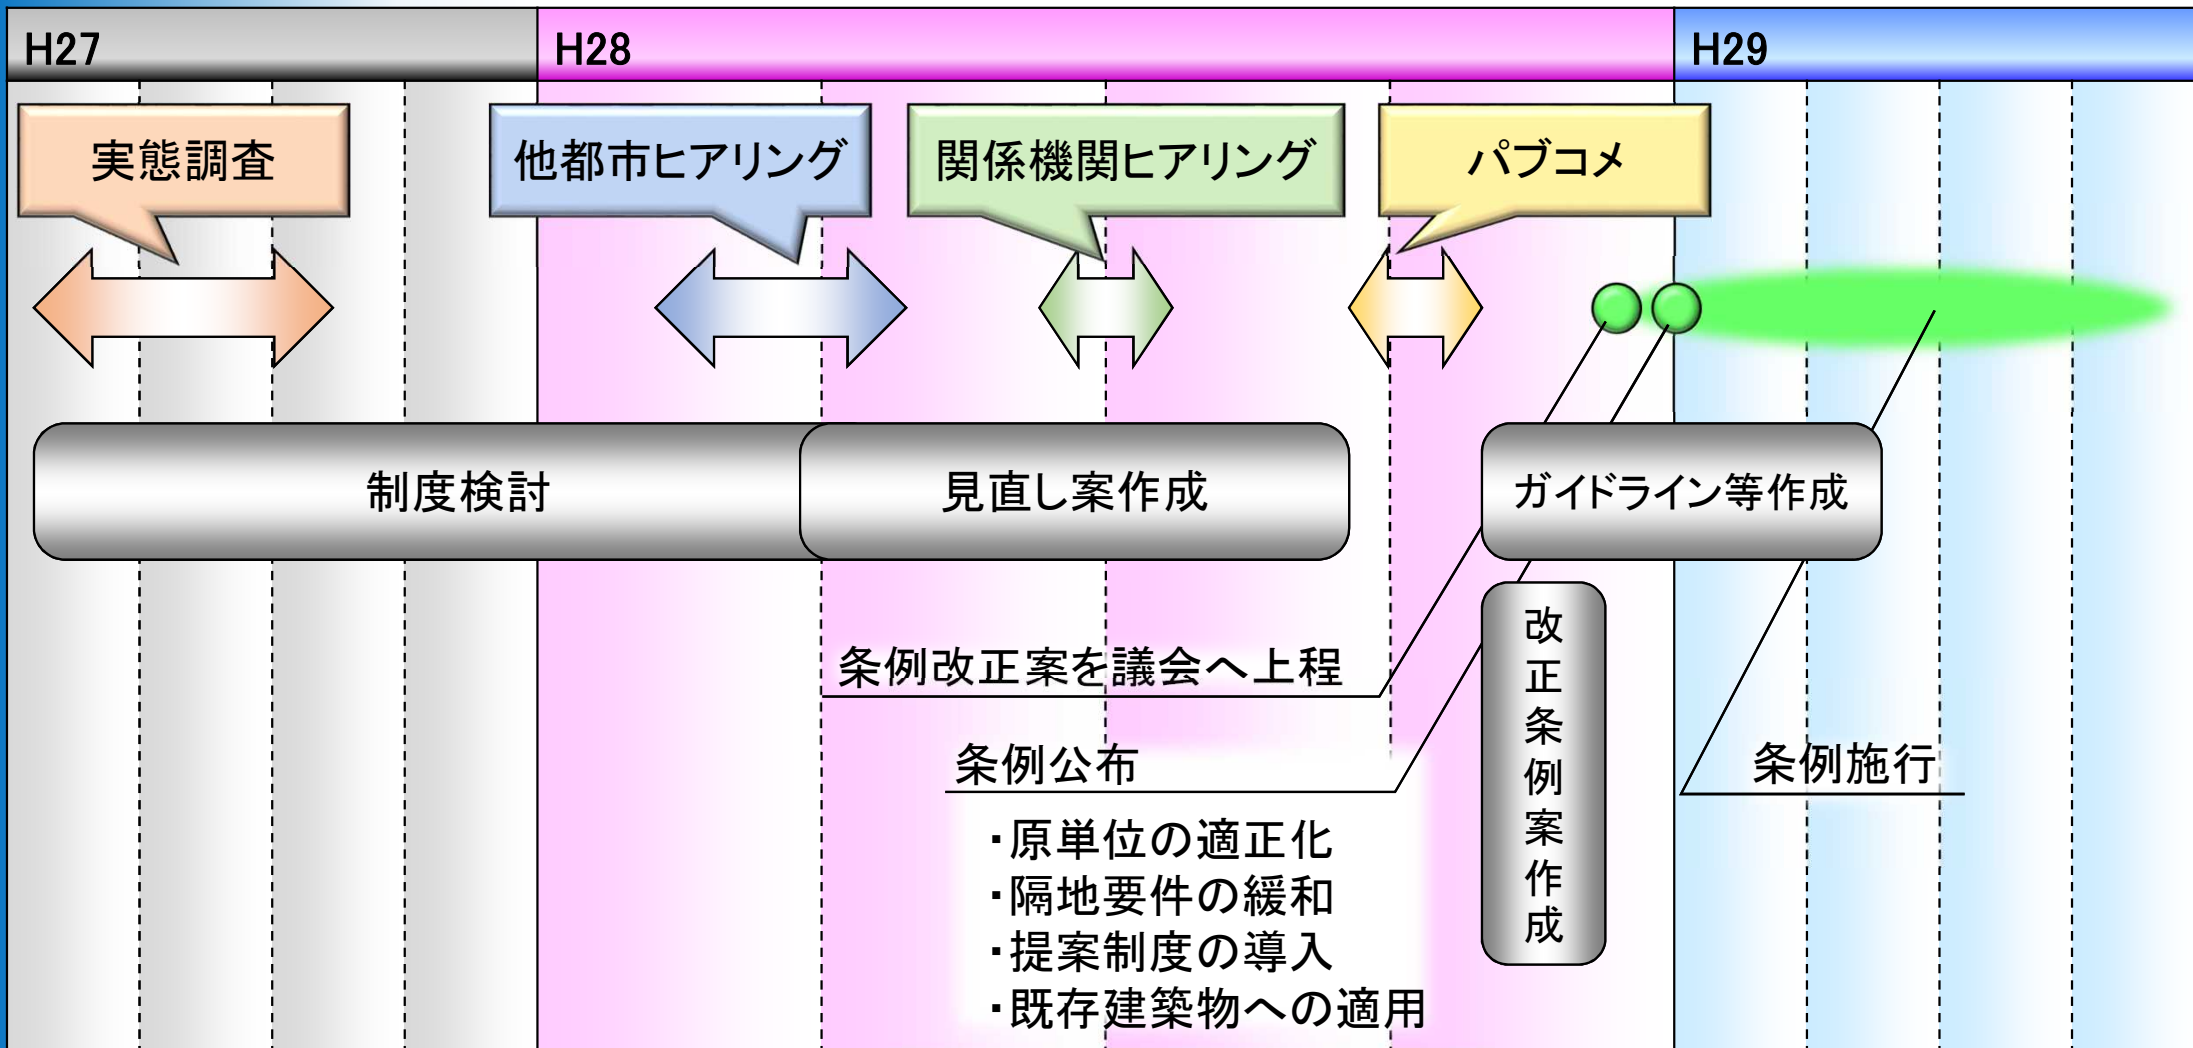 H27
H28
H29
実態調査
他都市ヒアリング
関係機関ヒアリング
パブコメ
制度検討
見直し案作成
ガイドライン等作成
改正条例案作成
条例改正案を議会へ上程
条例公布
条例施行
・原単位の適正化
・隔地要件の緩和
・提案制度の導入
・既存建築物への適用